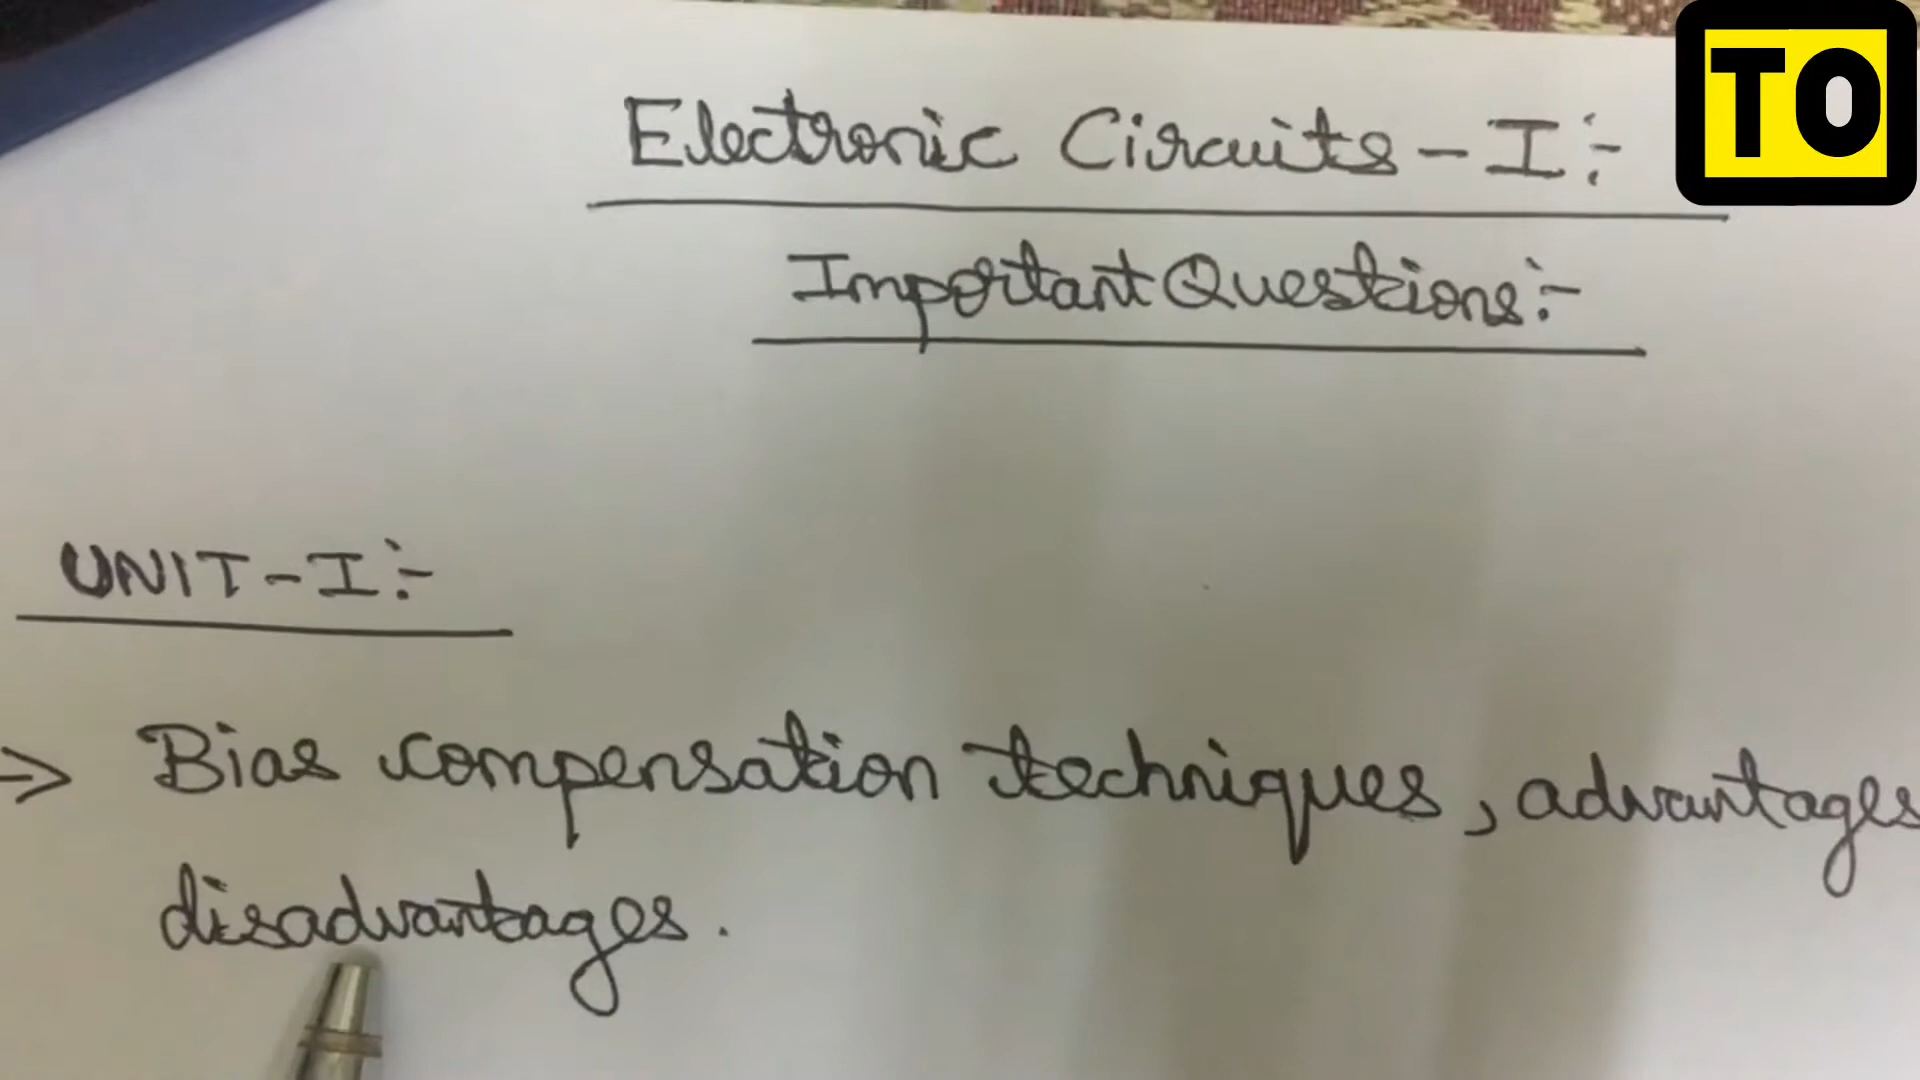 TO
Electronic Circuits - I :-
Important Questions :-
UNIT - I :-
=> Bias compensation techniques, advantages
disadvantages.